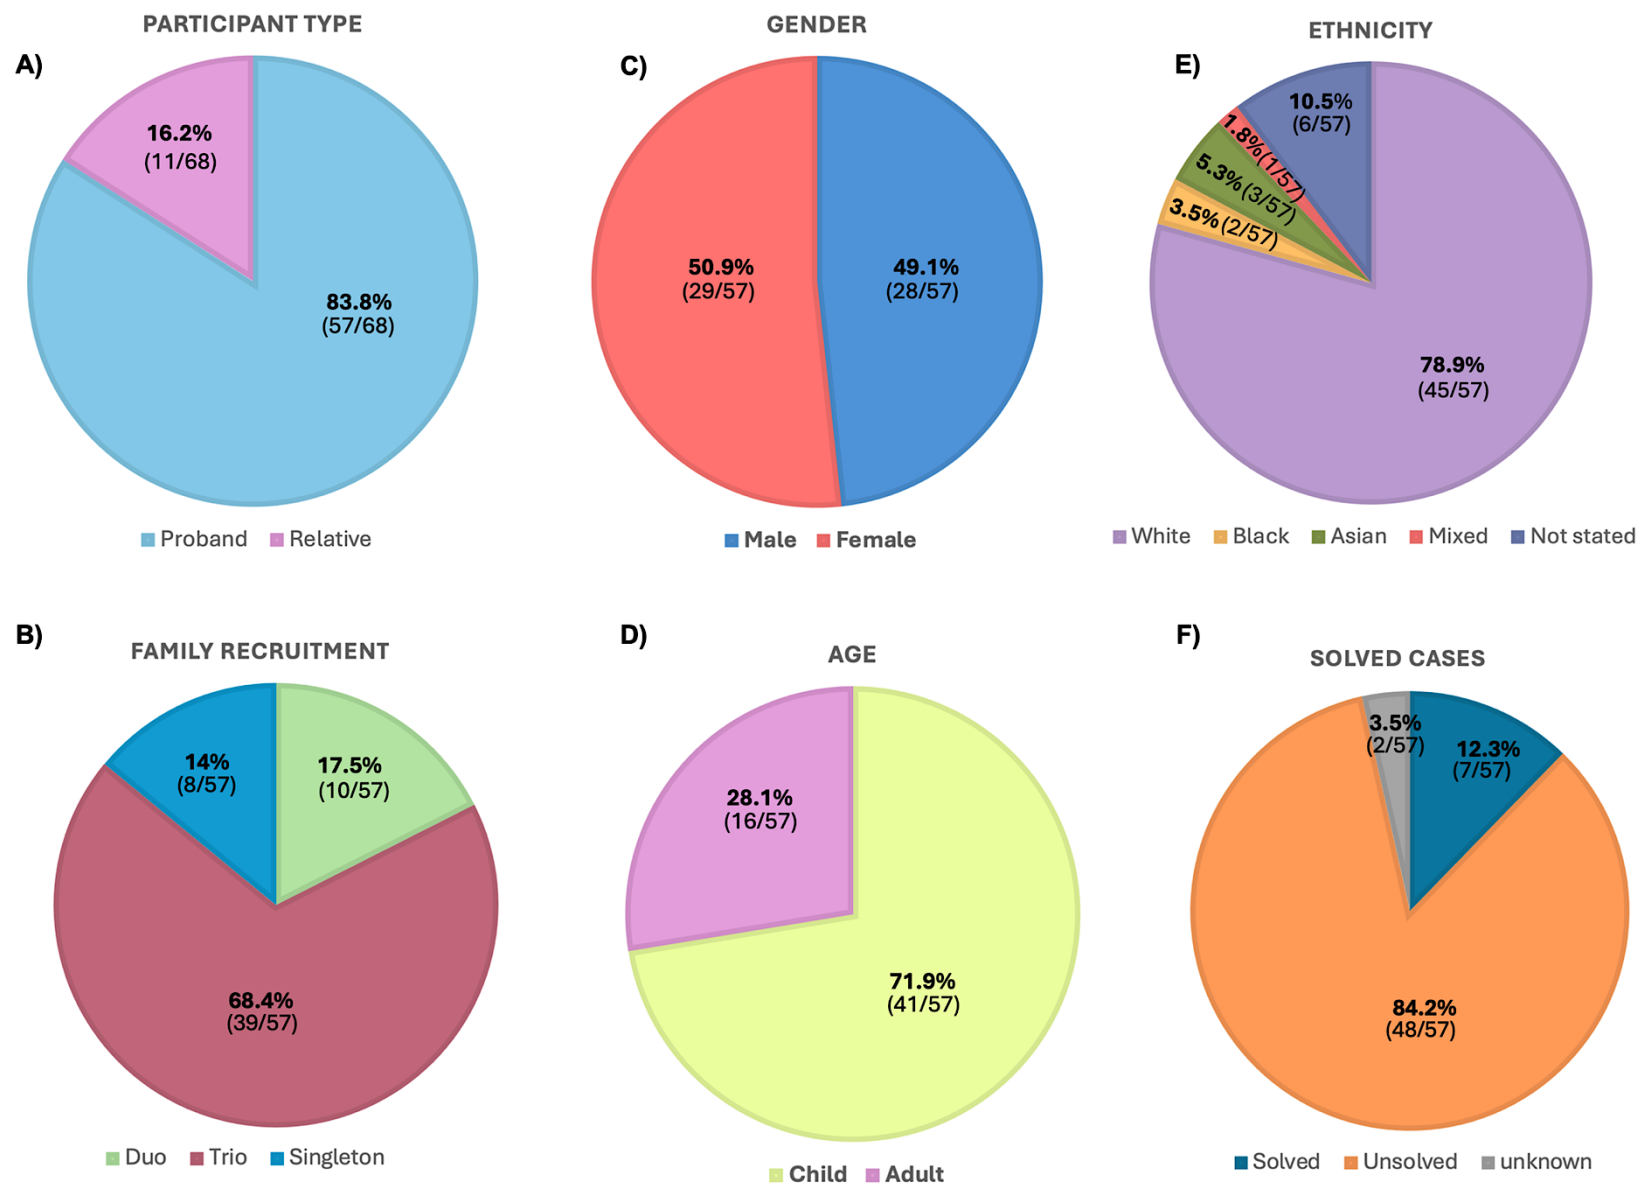 PARTICIPANT TYPE
A)
16.2%
(11/68)
83.8%
(57/68)
Proband Relative
GENDER
C)
50.9%
(29/57)
49.1%
(28/57)
Male Female
ETHNICITY
E)
10.5%
(6/57)
1.8%(1/57)
5.3%(3/57)
3.5%(2/57)
78.9%
(45/57)
White Black Asian Mixed Not stated
B)
FAMILY RECRUITMENT
14%
(8/57)
17.5%
(10/57)
68.4%
(39/57)
Duo Trio Singleton
D)
AGE
28.1%
(16/57)
71.9%
(41/57)
Child Adult
F)
SOLVED CASES
3.5%
(2/57)
12.3%
(7/57)
84.2%
(48/57)
Solved Unsolved unknown